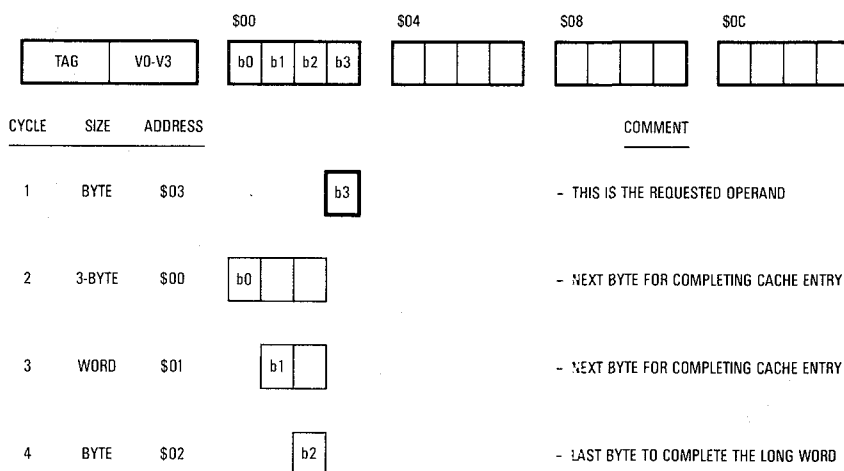 $00 $04 $08 $0C
TAG V0-V3 b0 b1 b2 b3
CYCLE SIZE ADDRESS COMMENT
1 BYTE $03 b3 - THIS IS THE REQUESTED OPERAND
2 3-BYTE $00 b0 - NEXT BYTE FOR COMPLETING CACHE ENTRY
3 WORD $01 b1 - NEXT BYTE FOR COMPLETING CACHE ENTRY
4 BYTE $02 b2 - LAST BYTE TO COMPLETE THE LONG WORD